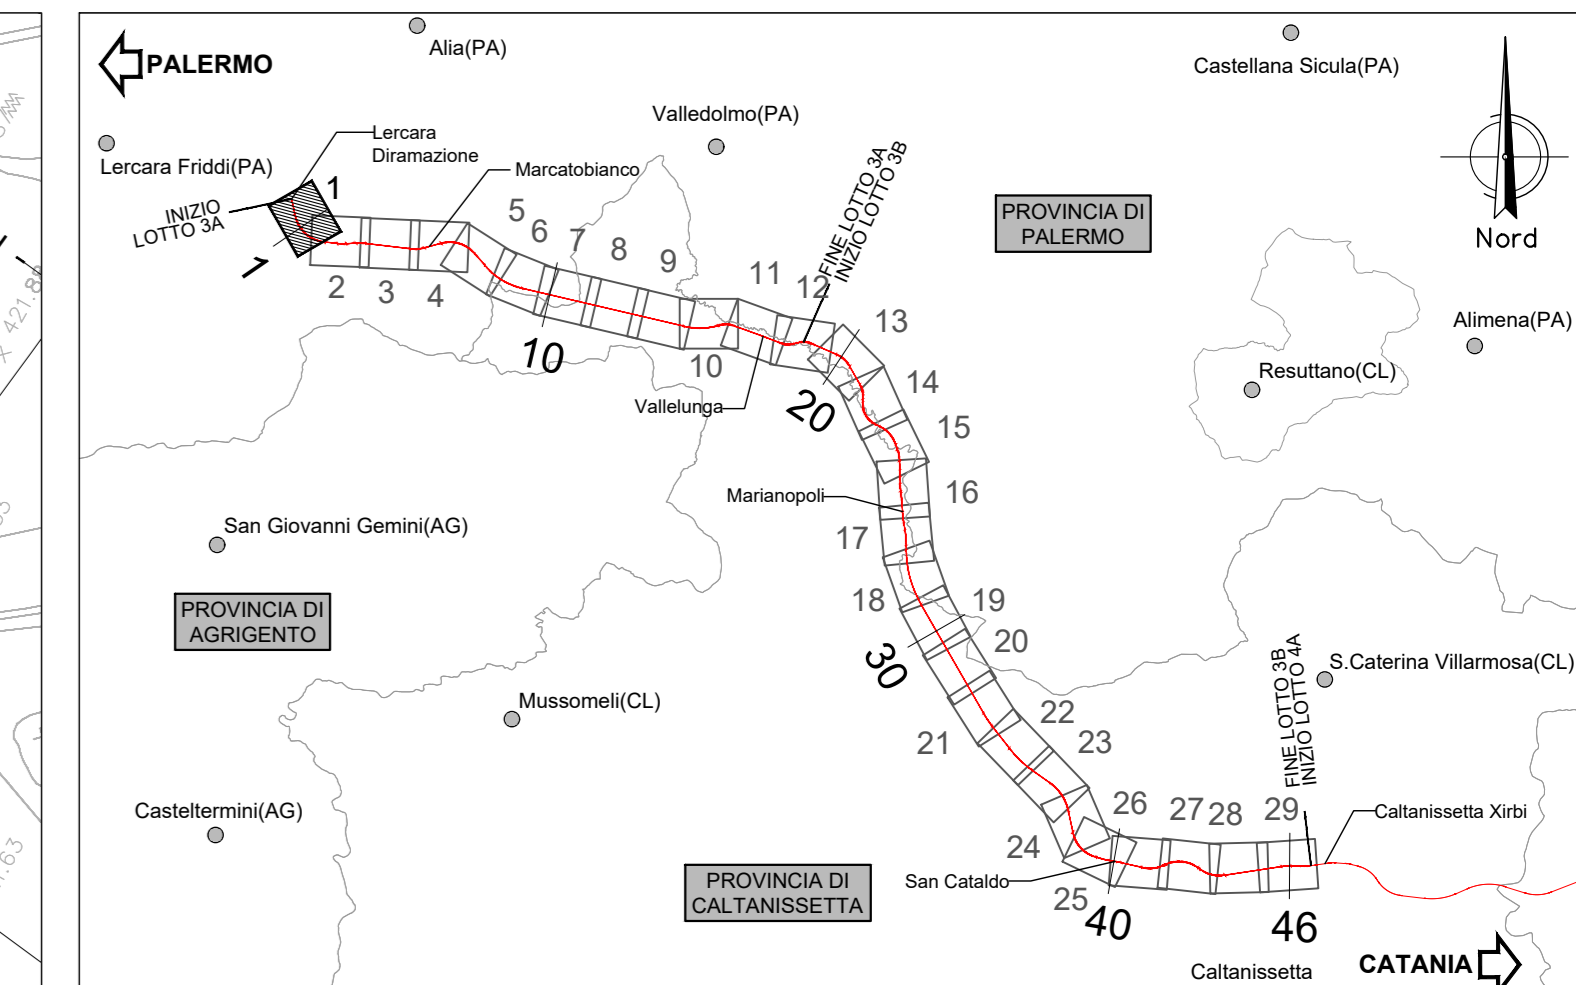 PALERMO
Alia(PA)
Castellana Sicula(PA)
Valledolmo(PA)
Lercara Friddi(PA)
Lercara
Diramazione
Marcatobianco
INIZIO
LOTTO 3A
1
1
2
3
4
5
6
7
8
9
10
10
11
12
FINE LOTTO 3A
INIZIO LOTTO 3B
PROVINCIA DI
PALERMO
Nord
13
Alimena(PA)
Resuttano(CL)
14
Vallelunga
20
15
Marianopoli
16
17
San Giovanni Gemini(AG)
PROVINCIA DI
AGRIGENTO
18
19
20
30
FINE LOTTO 3B
INIZIO LOTTO 4A
S.Caterina Villarmosa(CL)
Mussomeli(CL)
21
22
23
Casteltermini(AG)
24
25
26
27
28
29
Caltanissetta Xirbi
San Cataldo
PROVINCIA DI
CALTANISSETTA
40
46
Caltanissetta
CATANIA